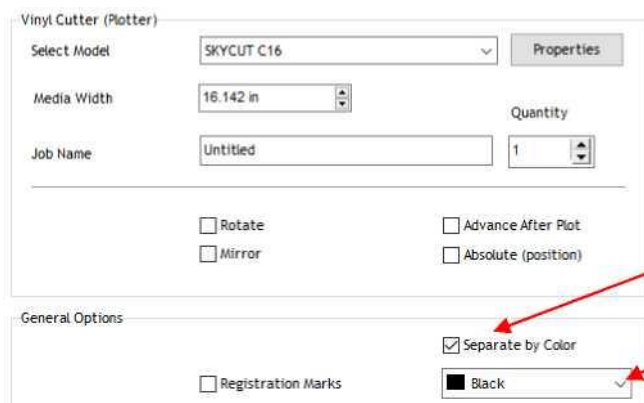 Vinyl Cutter (Plotter)
Select Model SKYCUT C16 Properties
Media Width 16.142 in
Quantity
Job Name Untitled 1
Rotate Advance After Plot
Mirror Absolute (position)
General Options
Separate by Color
Registration Marks Black